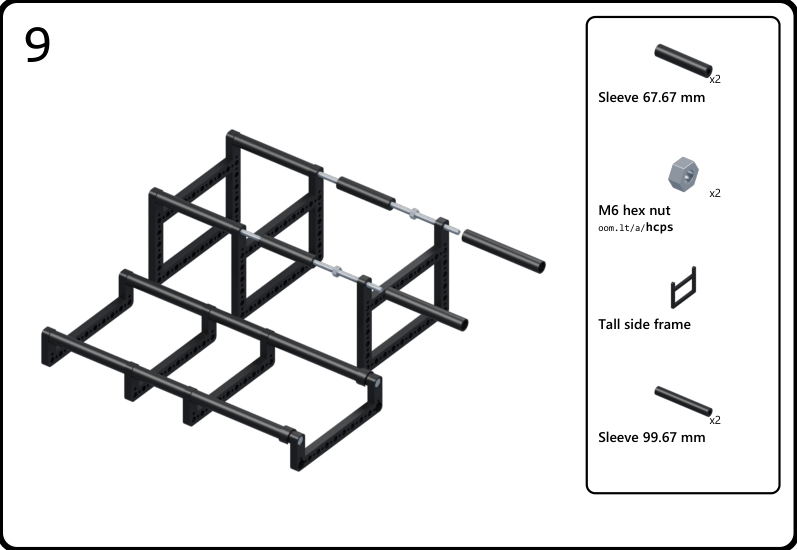 9
x2
Sleeve 67.67 mm
x2
M6 hex nut
oom.lt/a/hcps
Tall side frame
x2
Sleeve 99.67 mm